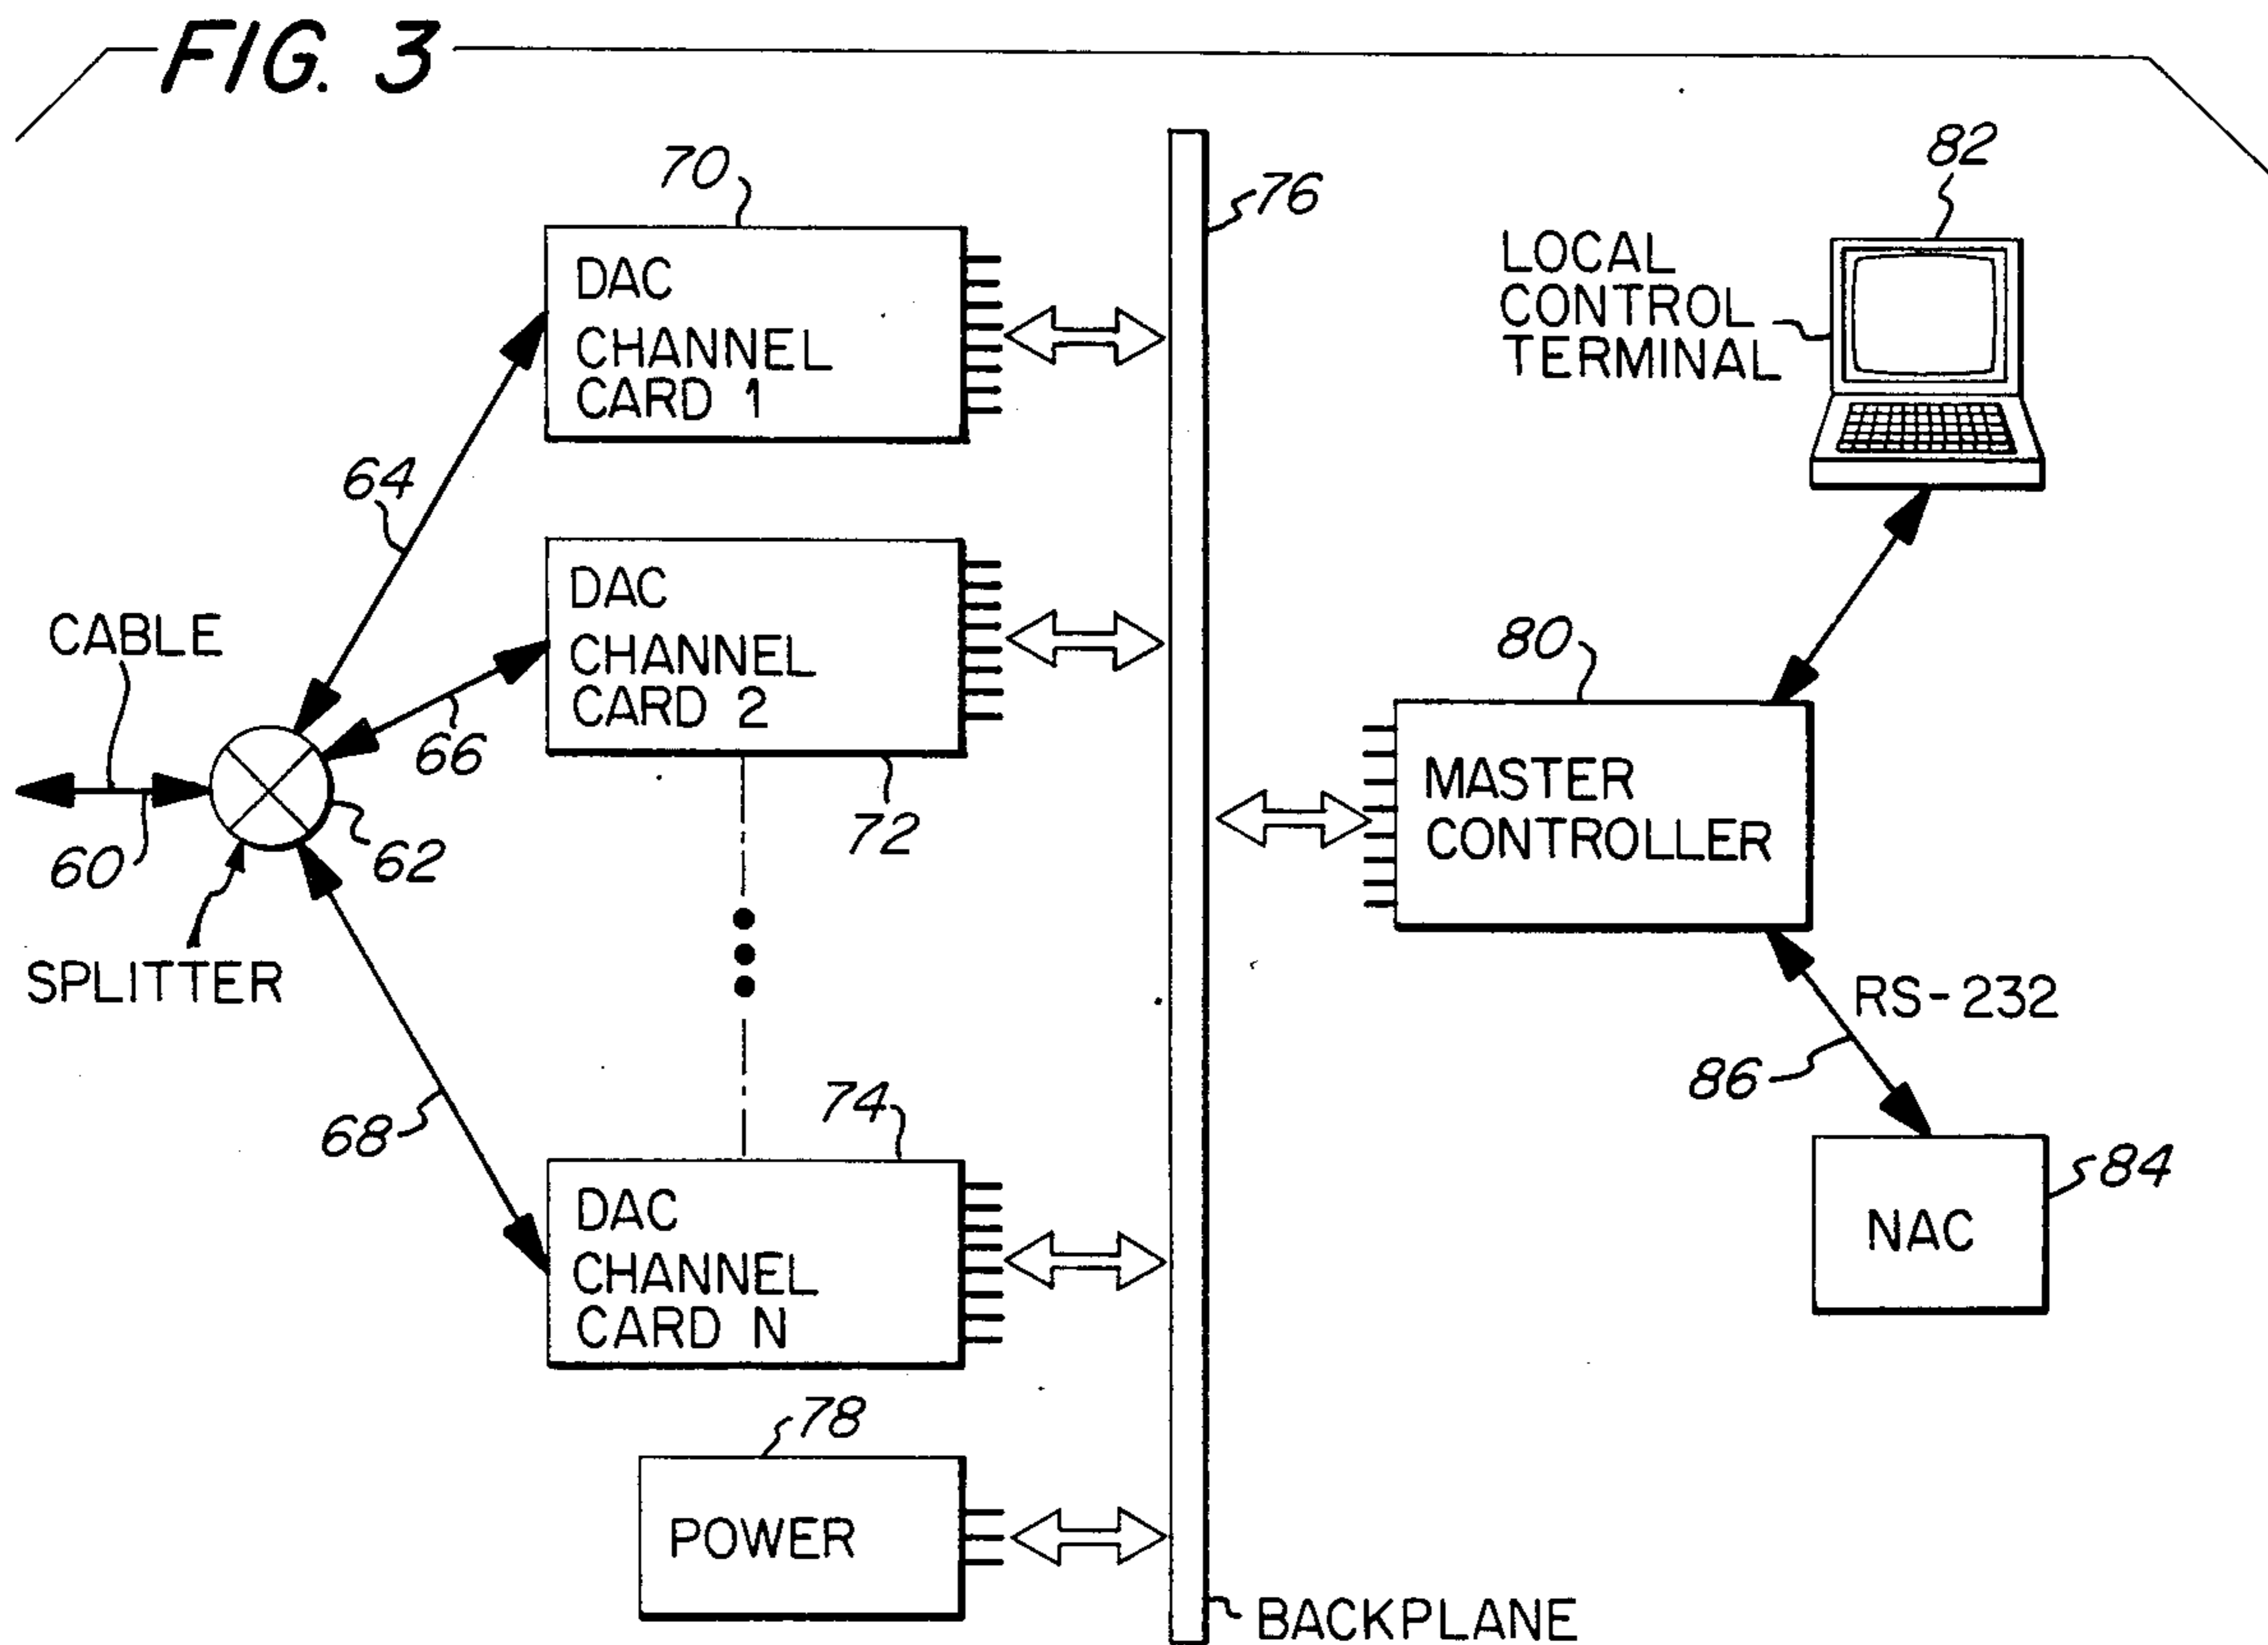 FIG. 3
70
DAC
CHANNEL
CARD 1
76
82
LOCAL
CONTROL
TERMINAL
64
DAC
CHANNEL
CARD 2
CABLE
66
72
60
62
SPLITTER
80
MASTER
CONTROLLER
RS-232
86
68
74
DAC
CHANNEL
CARD N
84
NAC
78
POWER
BACKPLANE